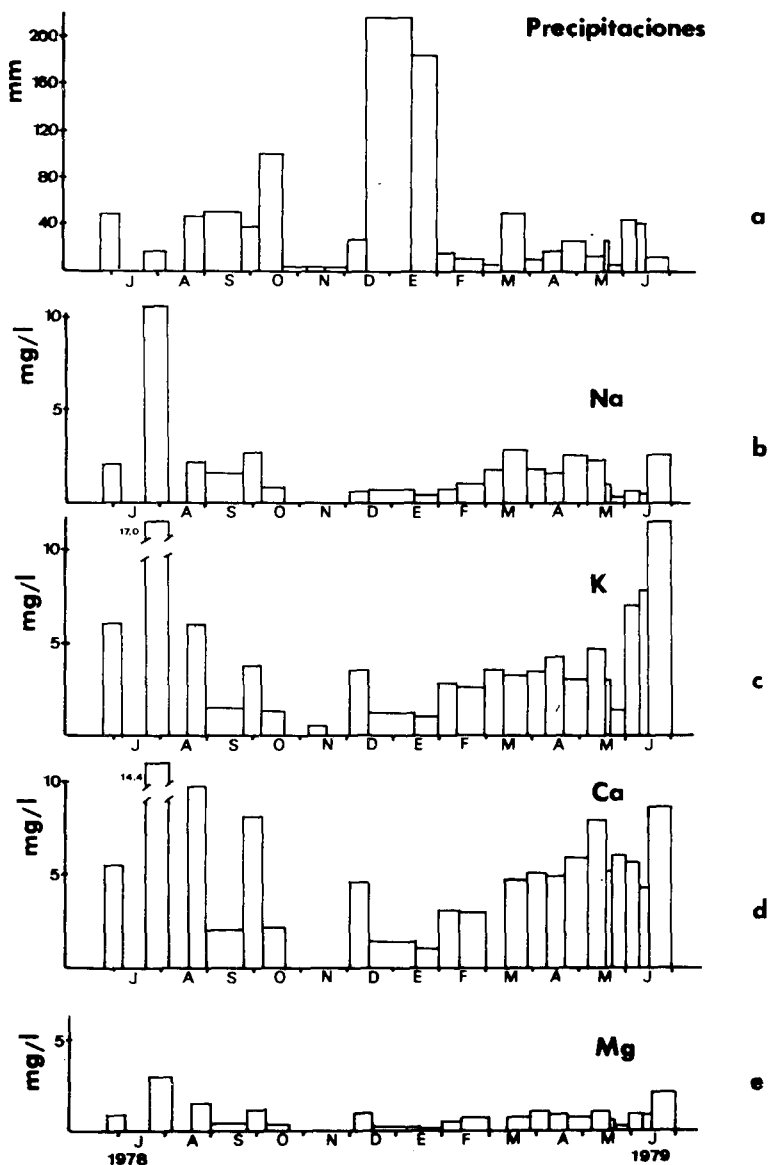 Precipitaciones
mm
200
160
120
80
40
a
J A S O N D E F M A M J
mg/l
10
5
Na
b
J A S O N D E F M A M J
mg/l
17.0
10
5
K
c
J A S O N D E F M A M J
mg/l
14.4
10
5
Ca
d
J A S O N D E F M A M J
mg/l
5
Mg
e
J A S O N D E F M A M J
1978 1979